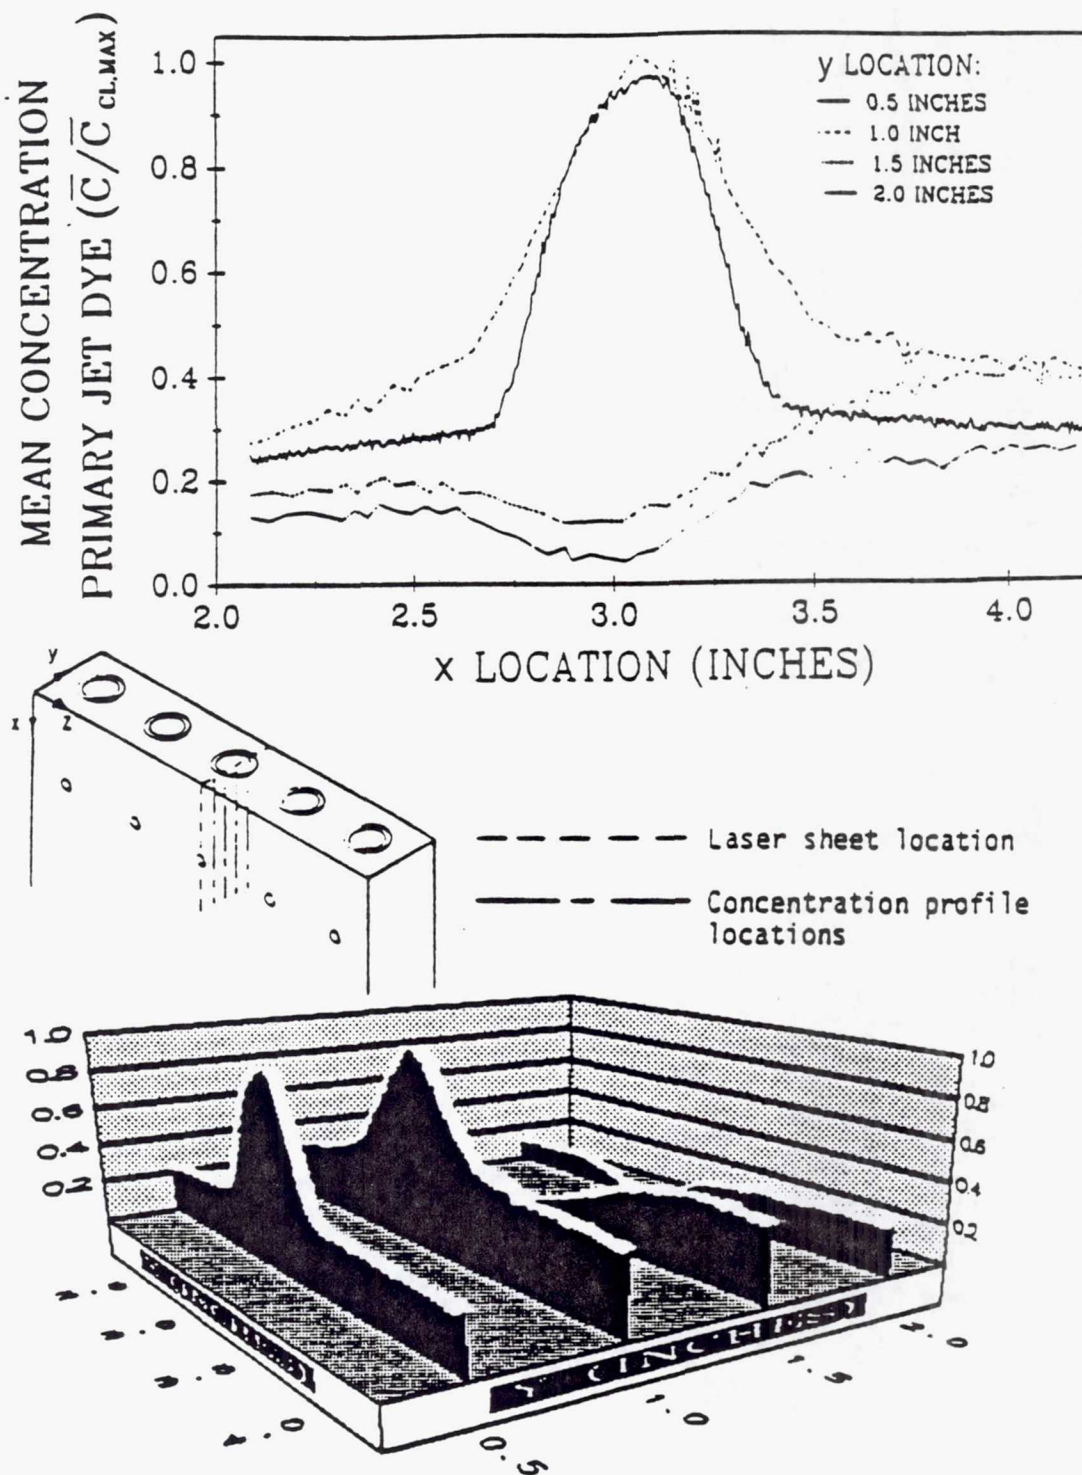 MEAN CONCENTRATION
PRIMARY JET DYE (C̅/C̅ CL,MAX)
1.0
0.8
0.6
0.4
0.2
0.0
y LOCATION:
0.5 INCHES
1.0 INCH
1.5 INCHES
2.0 INCHES
2.0
2.5
3.0
3.5
4.0
x LOCATION (INCHES)
y
x
z
Laser sheet location
Concentration profile
locations
1.0
0.8
0.6
0.4
0.2
1.0
0.8
0.6
0.4
0.2
4.0
Y (INCHES)
0.5
1.0
1.5
2.0